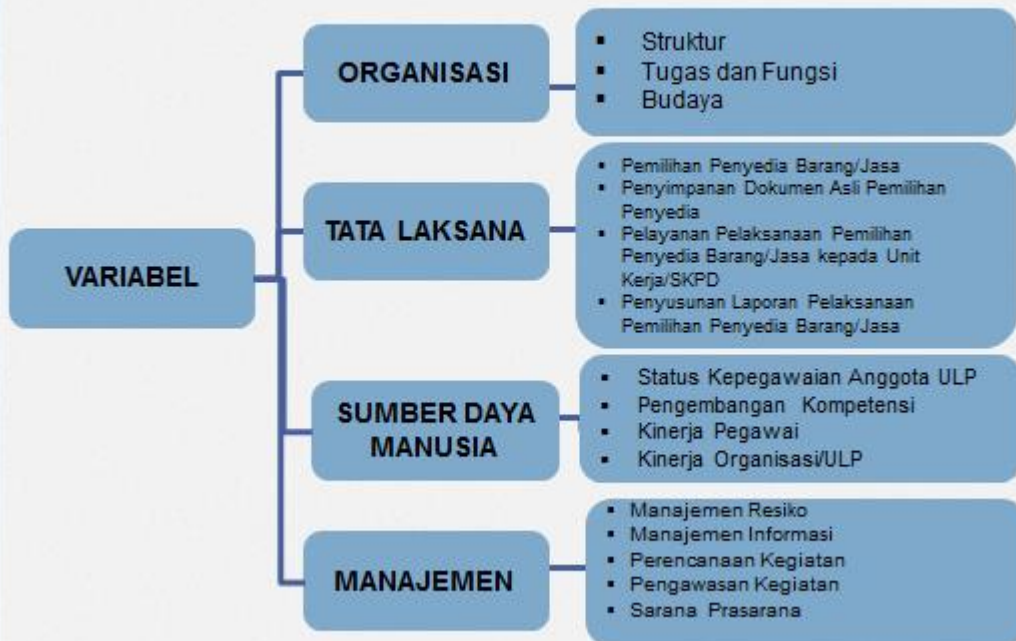 VARIABEL
ORGANISASI
▪ Struktur
▪ Tugas dan Fungsi
▪ Budaya
TATA LAKSANA
▪ Pemilihan Penyedia Barang/Jasa
▪ Penyimpanan Dokumen Asli Pemilihan
Penyedia
▪ Pelayanan Pelaksanaan Pemilihan
Penyedia Barang/Jasa kepada Unit
Kerja/SKPD
▪ Penyusunan Laporan Pelaksanaan
Pemilihan Penyedia Barang/Jasa
SUMBER DAYA
MANUSIA
▪ Status Kepegawaian Anggota ULP
▪ Pengembangan Kompetensi
▪ Kinerja Pegawai
▪ Kinerja Organisasi/ULP
MANAJEMEN
▪ Manajemen Resiko
▪ Manajemen Informasi
▪ Perencanaan Kegiatan
▪ Pengawasan Kegiatan
▪ Sarana Prasarana